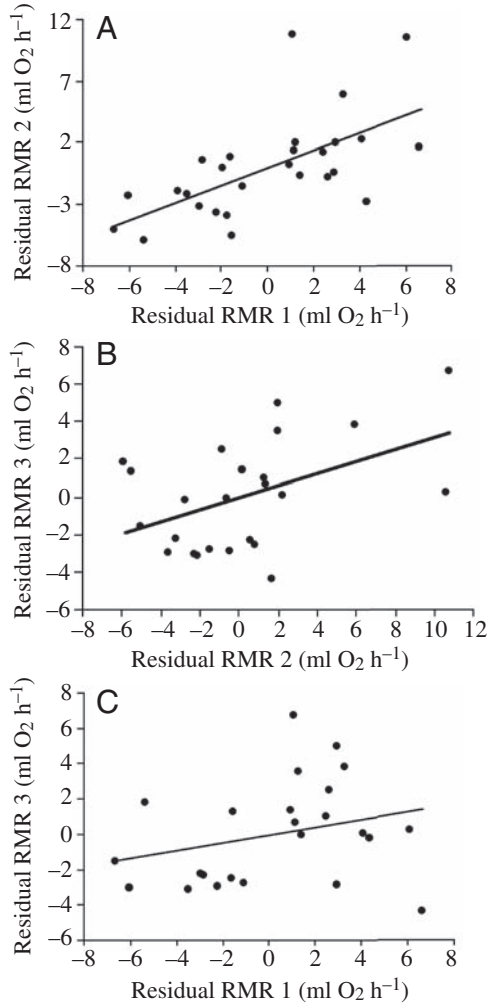 A
Residual RMR 2 (ml O₂ h⁻¹)
12
7
2
−3
−8
−8 −6 −4 −2 0 2 4 6 8
Residual RMR 1 (ml O₂ h⁻¹)
B
Residual RMR 3 (ml O₂ h⁻¹)
8
6
4
2
0
−2
−4
−6
−8 −6 −4 −2 0 2 4 6 8 10 12
Residual RMR 2 (ml O₂ h⁻¹)
C
Residual RMR 3 (ml O₂ h⁻¹)
8
6
4
2
0
−2
−4
−6
−8 −6 −4 −2 0 2 4 6 8
Residual RMR 1 (ml O₂ h⁻¹)